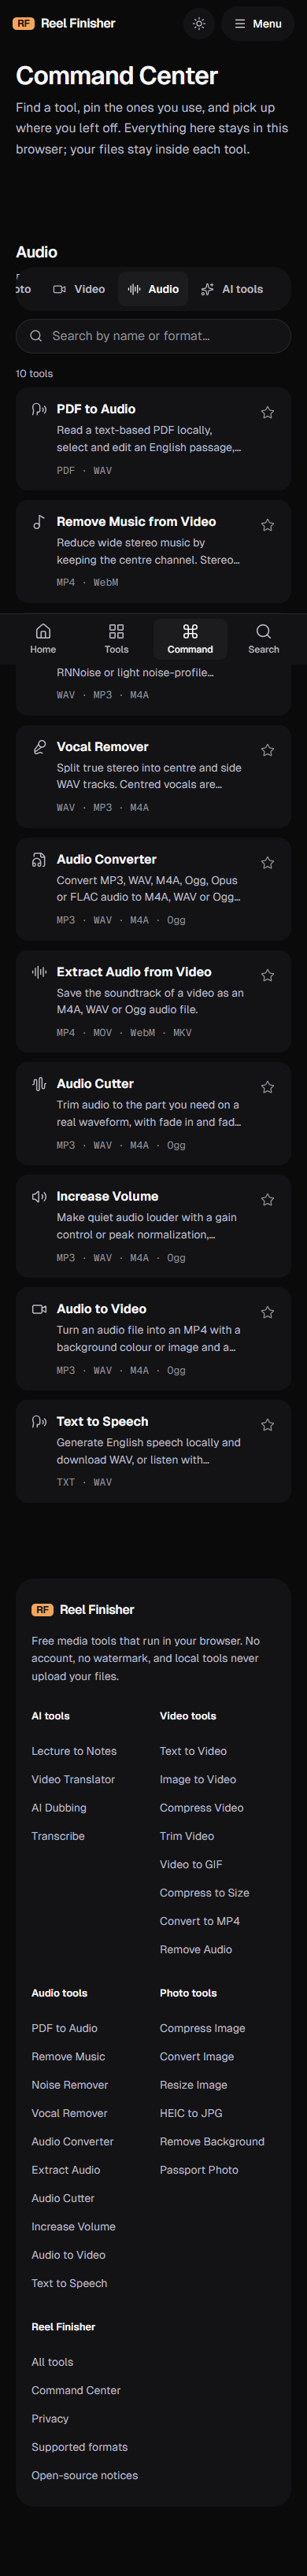 RF Reel Finisher
Menu
Command Center
Find a tool, pin the ones you use, and pick up
where you left off. Everything here stays in this
browser; your files stay inside each tool.
Audio
oto
Video
Audio
AI tools
Search by name or format...
10 tools
PDF to Audio
Read a text-based PDF locally,
select and edit an English passage,...
PDF · WAV
Remove Music from Video
Reduce wide stereo music by
keeping the centre channel. Stereo...
MP4 · WebM
Home
Tools
Command
Search
RNNoise or light noise-profile...
WAV · MP3 · M4A
Vocal Remover
Split true stereo into centre and side
WAV tracks. Centred vocals are...
WAV · MP3 · M4A
Audio Converter
Convert MP3, WAV, M4A, Ogg, Opus
or FLAC audio to M4A, WAV or Ogg...
MP3 · WAV · M4A · Ogg
Extract Audio from Video
Save the soundtrack of a video as an
M4A, WAV or Ogg audio file.
MP4 · MOV · WebM · MKV
Audio Cutter
Trim audio to the part you need on a
real waveform, with fade in and fad...
MP3 · WAV · M4A · Ogg
Increase Volume
Make quiet audio louder with a gain
control or peak normalization,...
MP3 · WAV · M4A · Ogg
Audio to Video
Turn an audio file into an MP4 with a
background colour or image and a...
MP3 · WAV · M4A · Ogg
Text to Speech
Generate English speech locally and
download WAV, or listen with...
TXT · WAV
RF Reel Finisher
Free media tools that run in your browser. No
account, no watermark, and local tools never
upload your files.
AI tools
Lecture to Notes
Video Translator
AI Dubbing
Transcribe
Video tools
Text to Video
Image to Video
Compress Video
Trim Video
Video to GIF
Compress to Size
Convert to MP4
Remove Audio
Audio tools
PDF to Audio
Remove Music
Noise Remover
Vocal Remover
Audio Converter
Extract Audio
Audio Cutter
Increase Volume
Audio to Video
Text to Speech
Photo tools
Compress Image
Convert Image
Resize Image
HEIC to JPG
Remove Background
Passport Photo
Reel Finisher
All tools
Command Center
Privacy
Supported formats
Open-source notices